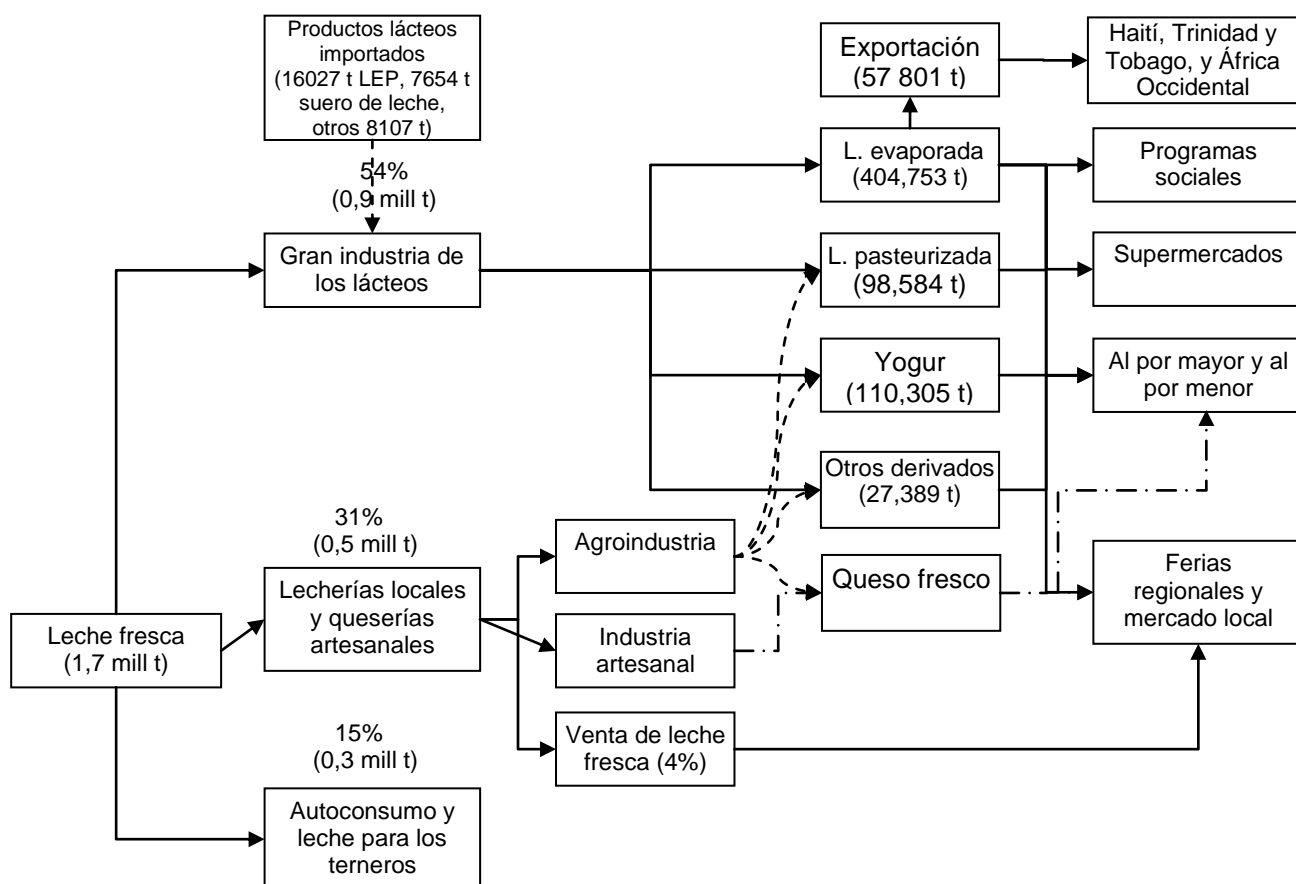 Productos lácteos
importados
(16027 t LEP, 7654 t
suero de leche,
otros 8107 t)
54%
(0,9 mill t)
Gran industria de
los lácteos
31%
(0,5 mill t)
Lecherías locales
y queserías
artesanales
Leche fresca
(1,7 mill t)
15%
(0,3 mill t)
Autoconsumo y
leche para los
terneros
Agroindustria
Industria
artesanal
Venta de leche
fresca (4%)
Exportación
(57 801 t)
L. evaporada
(404,753 t)
L. pasteurizada
(98,584 t)
Yogur
(110,305 t)
Otros derivados
(27,389 t)
Queso fresco
Haití, Trinidad y
Tobago, y África
Occidental
Programas
sociales
Supermercados
Al por mayor y al
por menor
Ferias
regionales y
mercado local